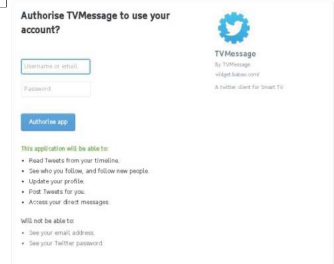 Authorise TVMessage to use your
account?
Username or email
Password
Authorise app
This application will be able to:
• Read Tweets from your timeline.
• See who you follow, and follow new people.
• Update your profile.
• Post Tweets for you.
• Access your direct messages.
Will not be able to:
• See your email address.
• See your Twitter password.
TVMessage
By TVMessage
A twitter client for Smart TV